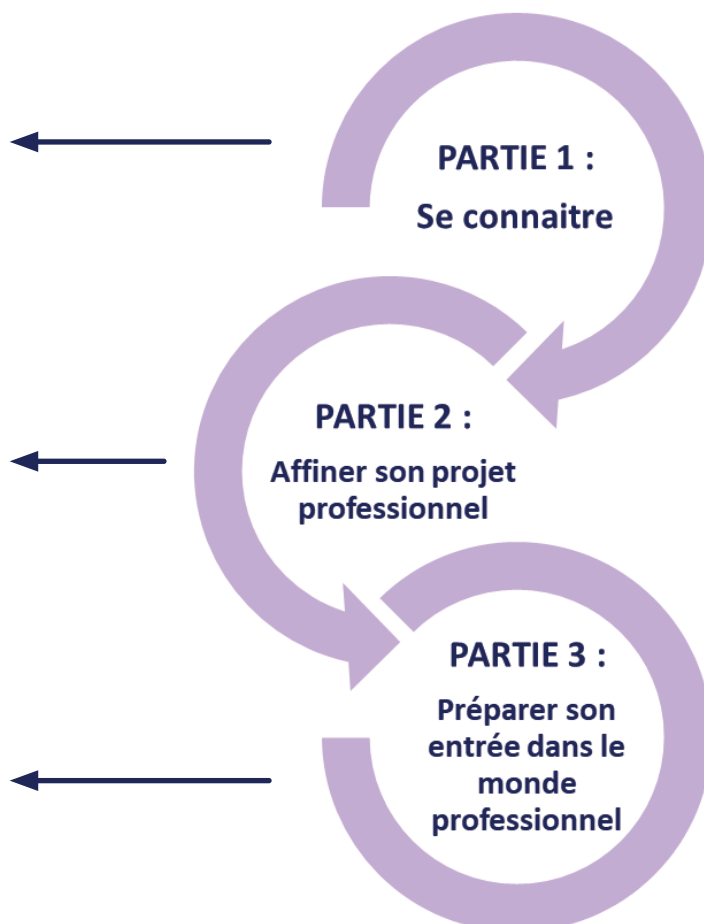 PARTIE 1 :
Se connaitre
PARTIE 2 :
Affiner son projet
professionnel
PARTIE 3 :
Préparer son
entrée dans le
monde
professionnel